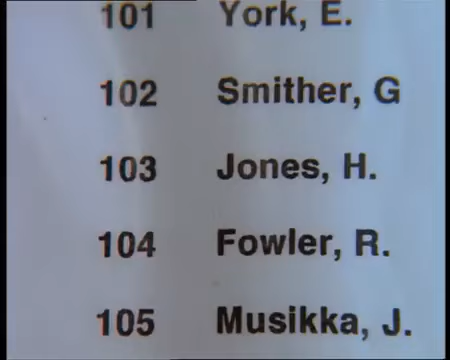 101 York, E.
102 Smither, G
103 Jones, H.
104 Fowler, R.
105 Musikka, J.